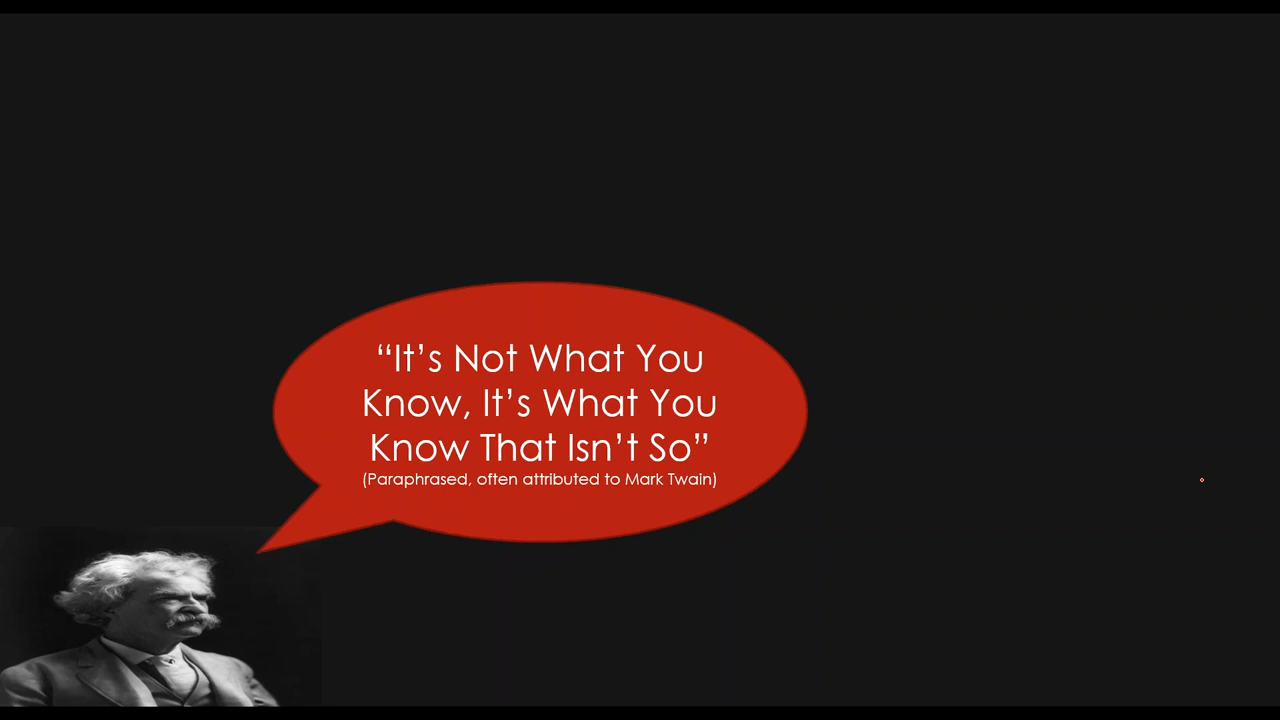 “It’s Not What You
Know, It’s What You
Know That Isn’t So”
(Paraphrased, often attributed to Mark Twain)